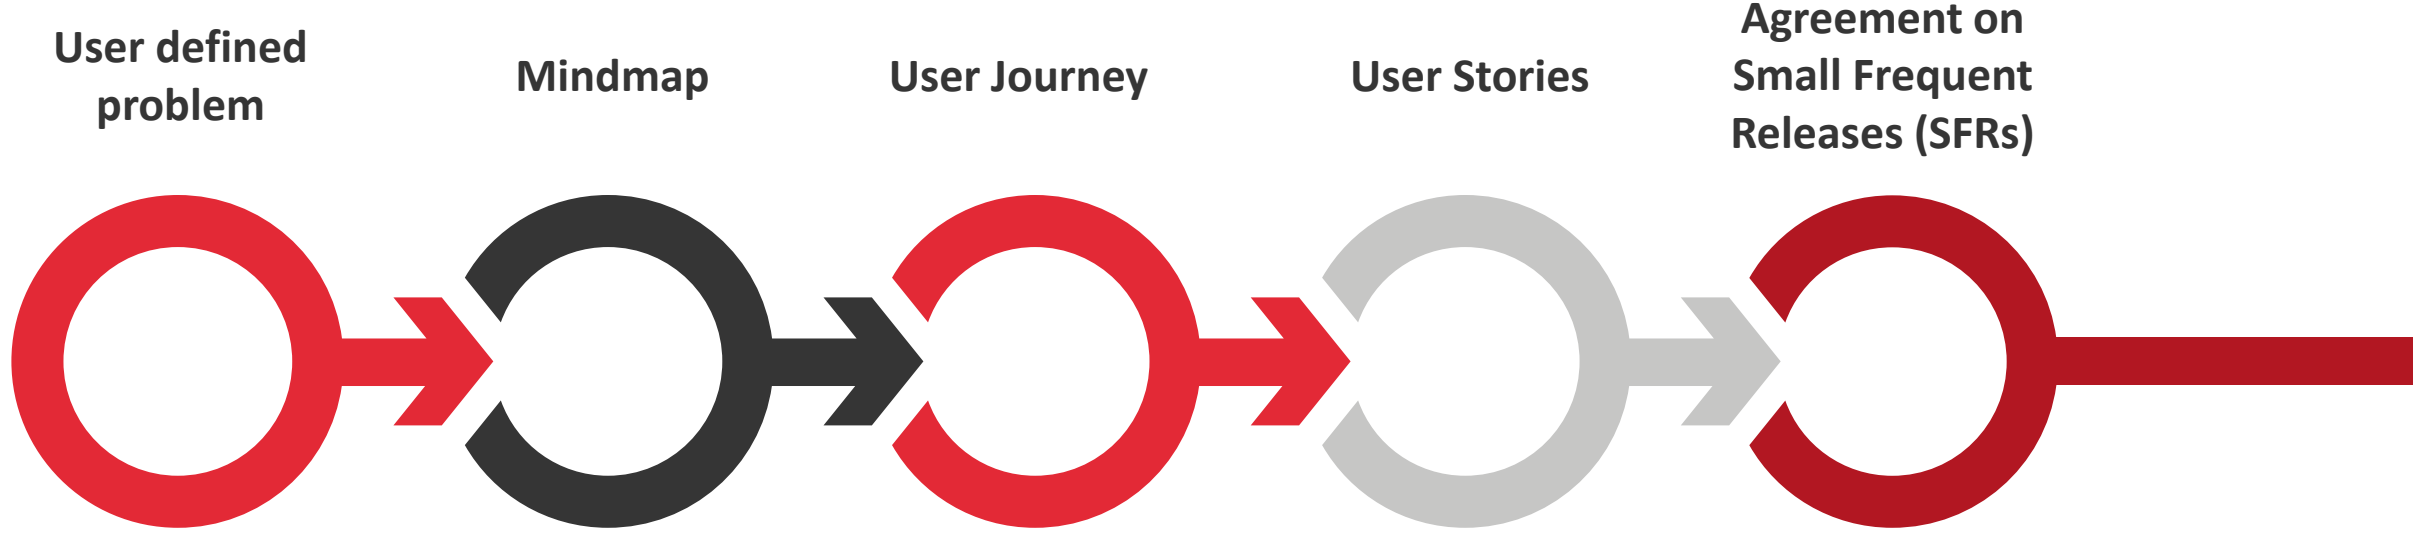 User defined
problem
Mindmap
User Journey
User Stories
Agreement on
Small Frequent
Releases (SFRs)